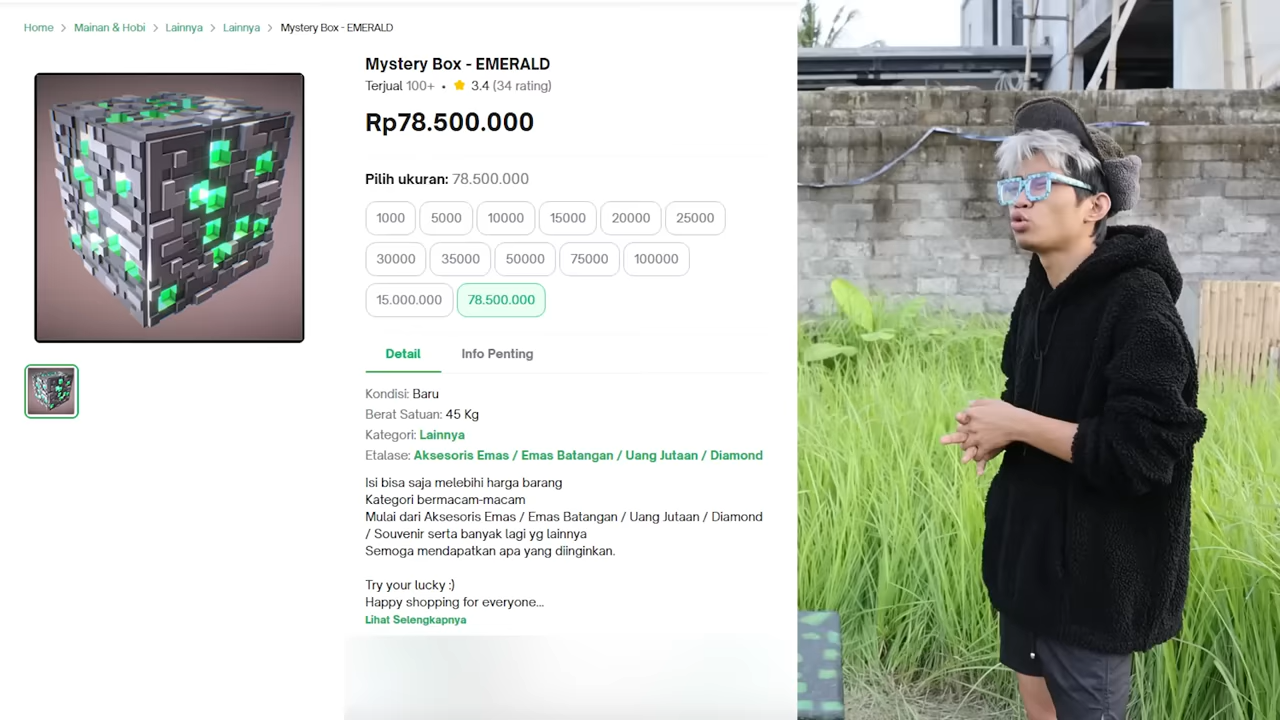 Home > Mainan & Hobi > Lainnya > Lainnya > Mystery Box - EMERALD
Mystery Box - EMERALD
Terjual 100+ • 3.4 (34 rating)
Rp78.500.000
Pilih ukuran: 78.500.000
1000 5000 10000 15000 20000 25000
30000 35000 50000 75000 100000
15.000.000 78.500.000
Detail Info Penting
Kondisi: Baru
Berat Satuan: 45 Kg
Kategori: Lainnya
Etalase: Aksesoris Emas / Emas Batangan / Uang Jutaan / Diamond
Isi bisa saja melebihi harga barang
Kategori bermacam-macam
Mulai dari Aksesoris Emas / Emas Batangan / Uang Jutaan / Diamond
/ Souvenir serta banyak lagi yg lainnya
Semoga mendapatkan apa yang diinginkan.
Try your lucky :)
Happy shopping for everyone...
Lihat Selengkapnya